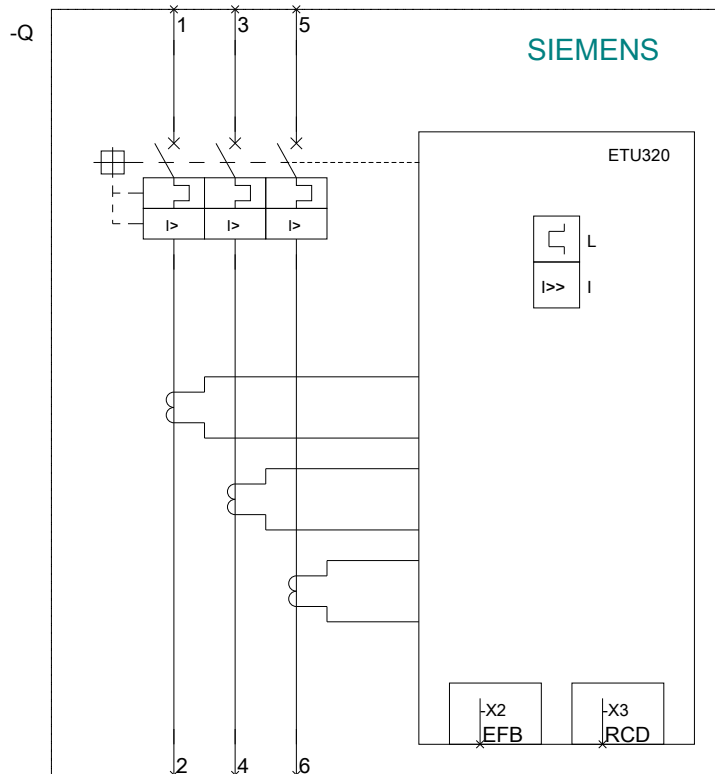 -Q
1 3 5
SIEMENS
ETU320
L
I> I> I>
I>> I
-X2 -X3
EFB RCD
2 4 6